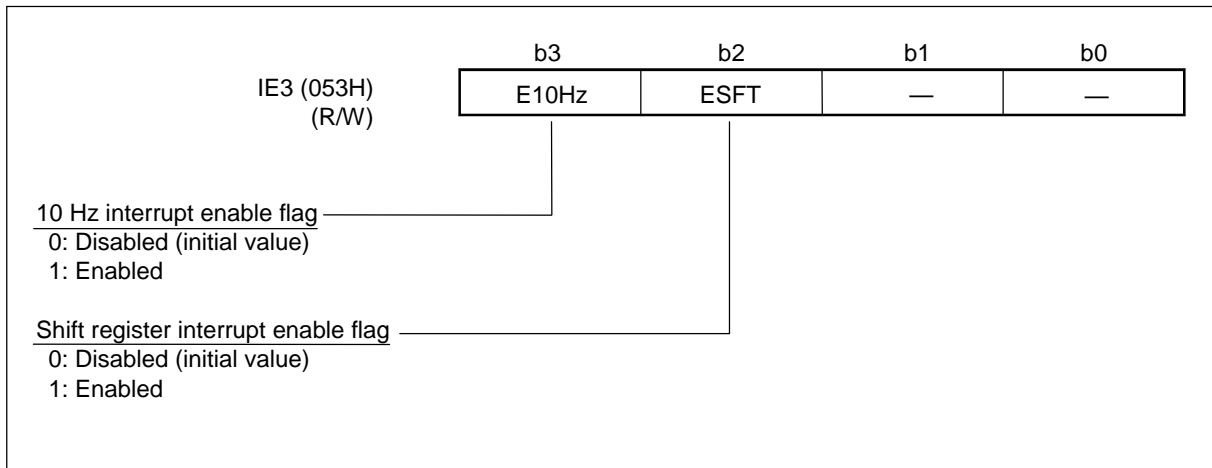 b3 b2 b1 b0
IE3 (053H) E10Hz ESFT — —
(R/W)
10 Hz interrupt enable flag
0: Disabled (initial value)
1: Enabled
Shift register interrupt enable flag
0: Disabled (initial value)
1: Enabled